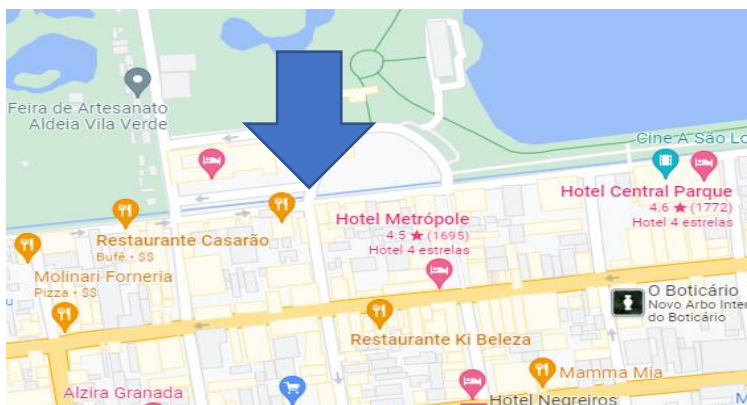 Feira de Artesanato
Aldeia Vila Verde
Cine A São Lo
Hotel Central Parque
4.6 ★ (1772)
Hotel 4 estrelas
Hotel Metrópole
4.5 ★ (1695)
Hotel 4 estrelas
Restaurante Casarão
Bufê • $$
Molinari Forneria
Pizza • $$
O Boticário
Novo Arbo Inter
do Boticário
Restaurante Ki Beleza
Mamma Mia
Alzira Granada
Hotel Negreiros
M